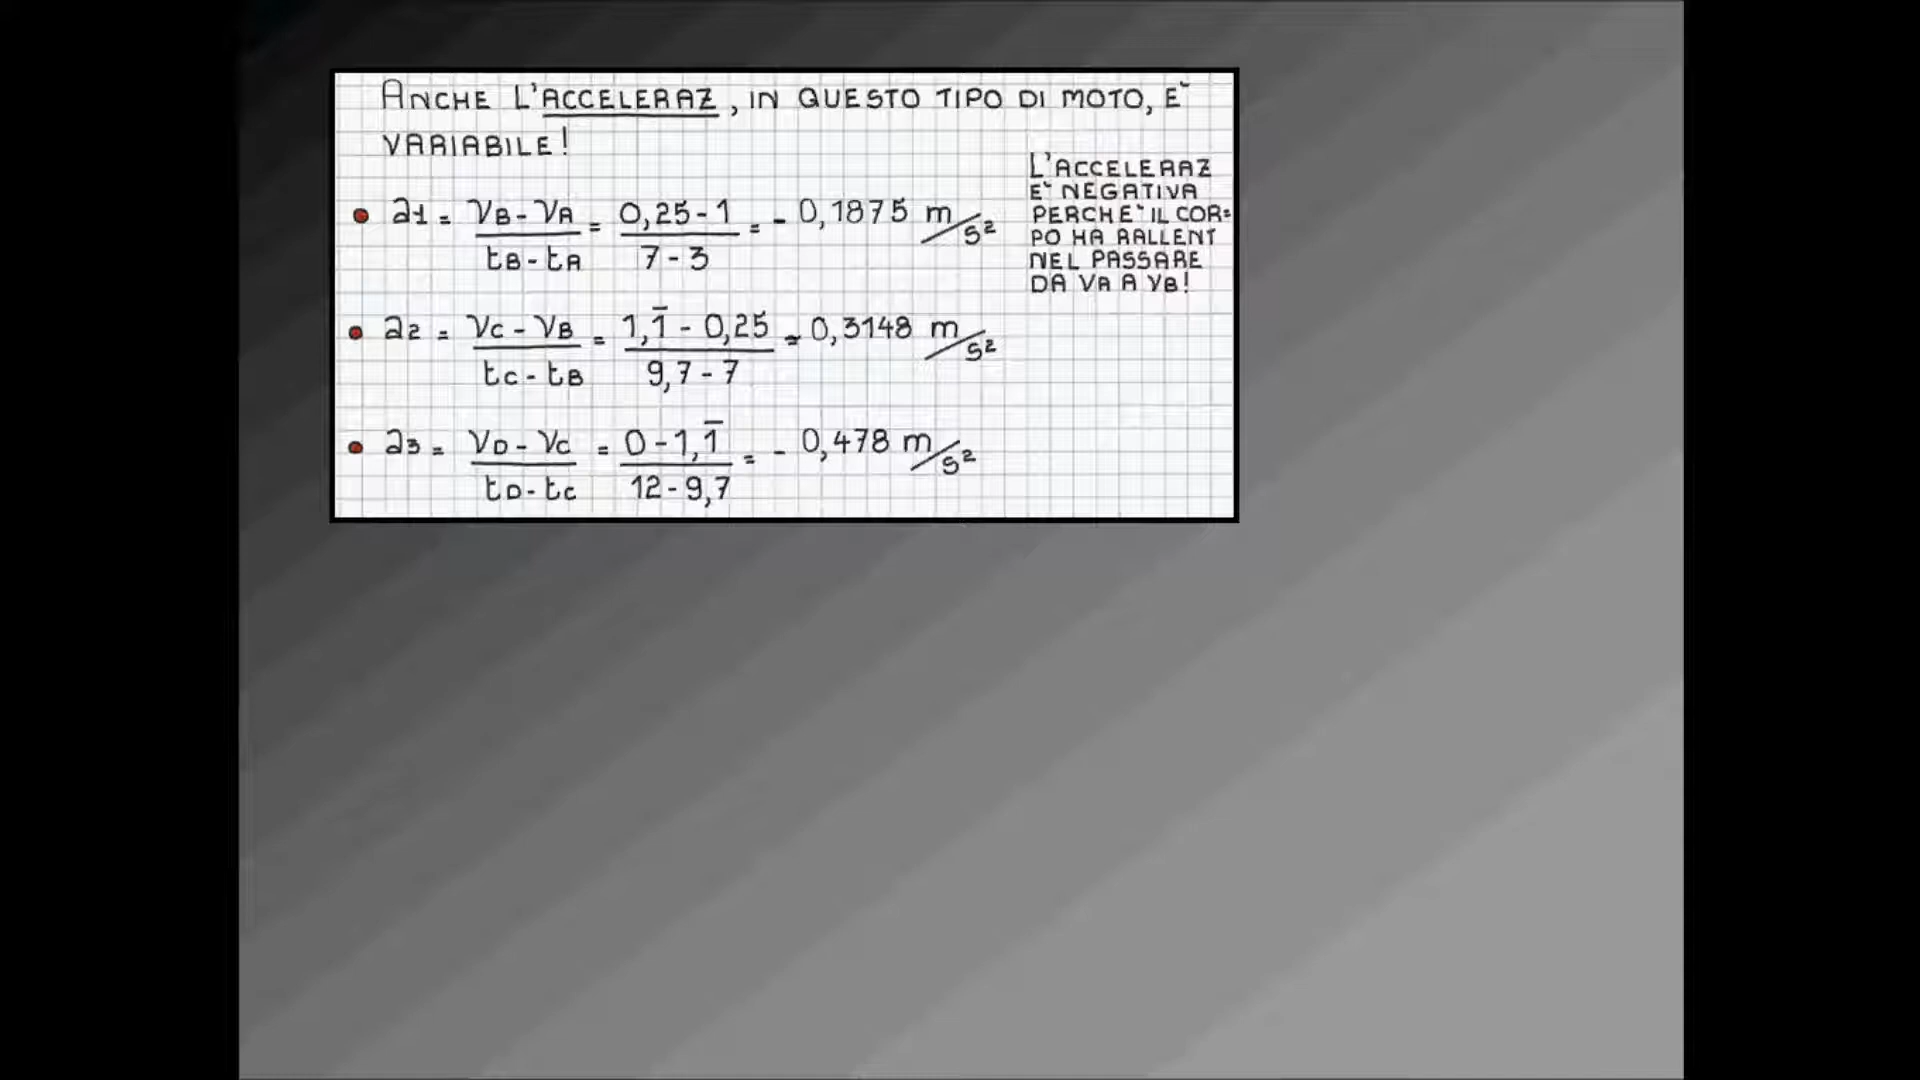 ANCHE L'ACCELERAZ, IN QUESTO TIPO DI MOTO, E`
VARIABILE!
L'ACCELERAZ
E` NEGATIVA
PERCHE` IL COR=
PO HA RALLENT
NEL PASSARE
DA VA A VB!
• a1 = VB - VA / tB - tA = 0,25 - 1 / 7 - 3 = - 0,1875 m/s²
• a2 = VC - VB / tC - tB = 1,1̅ - 0,25 / 9,7 - 7 ≃ 0,3148 m/s²
• a3 = VD - VC / tD - tC = 0 - 1,1̅ / 12 - 9,7 = - 0,478 m/s²